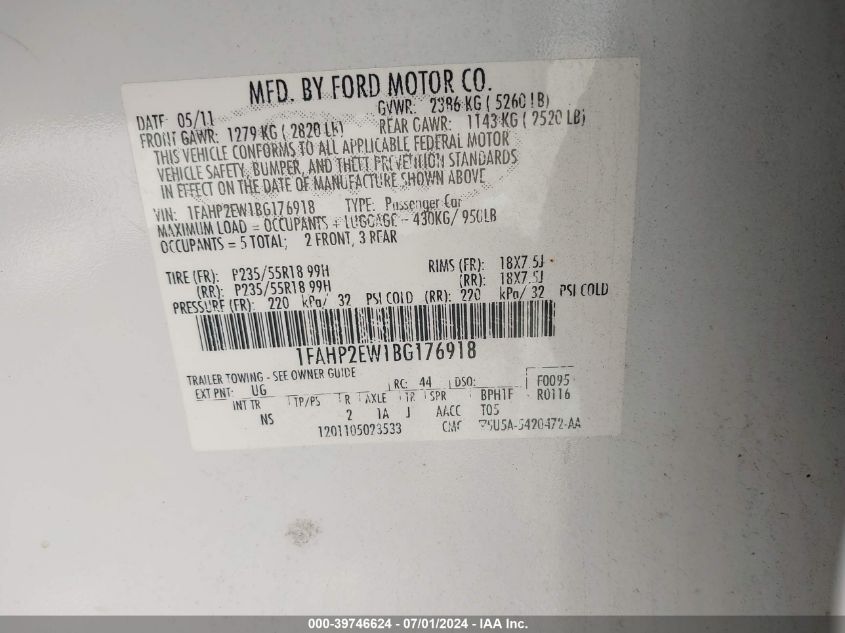 MFD. BY FORD MOTOR CO.
DATE 05/11 GVWR: 2386 KG ( 5260 LB)
FRONT GAWR: 1279 KG ( 2820 LB) REAR GAWR: 1143 KG ( 2520 LB)
THIS VEHICLE CONFORMS TO ALL APPLICABLE FEDERAL MOTOR
VEHICLE SAFETY, BUMPER, AND THEFT PREVENTION STANDARDS
IN EFFECT ON THE DATE OF MANUFACTURE SHOWN ABOVE
VIN: 1FAHP2EW1BG176918 TYPE: Passenger Car
MAXIMUM LOAD = OCCUPANTS + LUGGAGE - 430KG/ 950LB
OCCUPANTS = 5 TOTAL; 2 FRONT, 3 REAR
TIRE (FR): P235/55R18 99H RIMS (FR): 18X7.5J
(RR): P235/55R18 99H (RR): 18X7.5J
PRESSURE (FR): 220 kPa/ 32 PSI COLD (RR): 220 kPa/ 32 PSI COLD
1FAHP2EW1BG176918
TRAILER TOWING - SEE OWNER GUIDE
EXT PNT: UG RC: 44 DSO: F0095
INT TR TP/PS R AXLE TR SPR BPH1F R0116
NS 2 1A J AACC T05
1201105023533 5U5A-5420472-AA
000-39746624 - 07/01/2024 - IAA Inc.